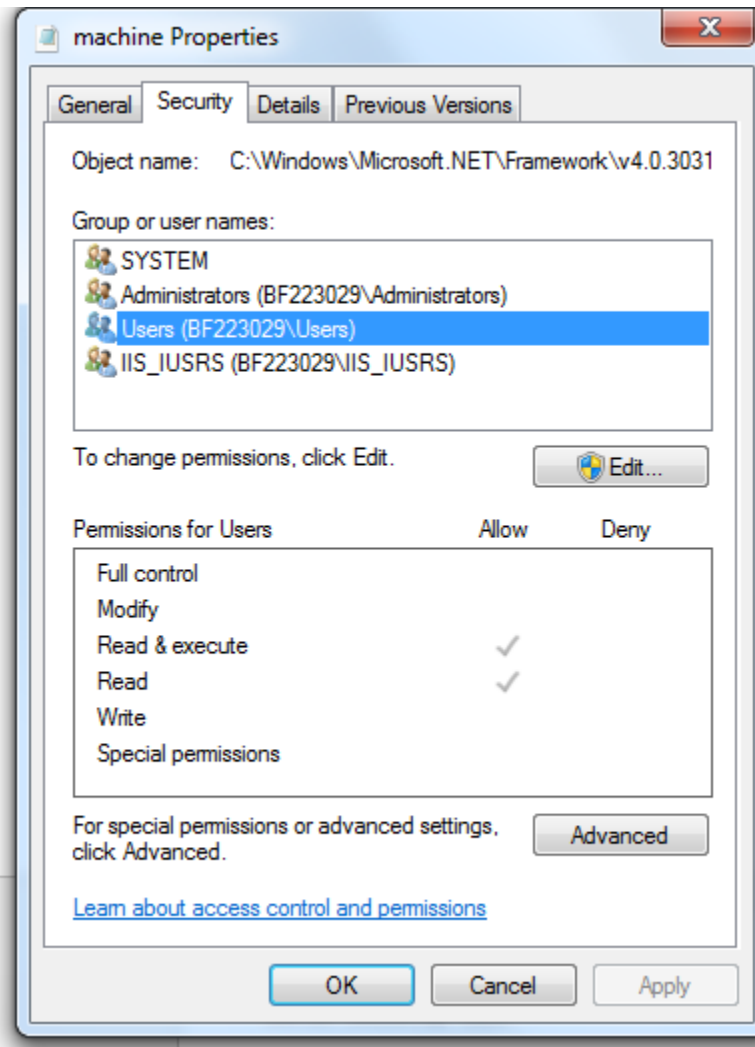 machine Properties
General Security Details Previous Versions
Object name: C:\Windows\Microsoft.NET\Framework\v4.0.3031
Group or user names:
SYSTEM
Administrators (BF223029\Administrators)
Users (BF223029\Users)
IIS_IUSRS (BF223029\IIS_IUSRS)
To change permissions, click Edit.
Edit...
Permissions for Users Allow Deny
Full control
Modify
Read & execute
Read
Write
Special permissions
For special permissions or advanced settings,
click Advanced.
Advanced
Learn about access control and permissions
OK Cancel Apply